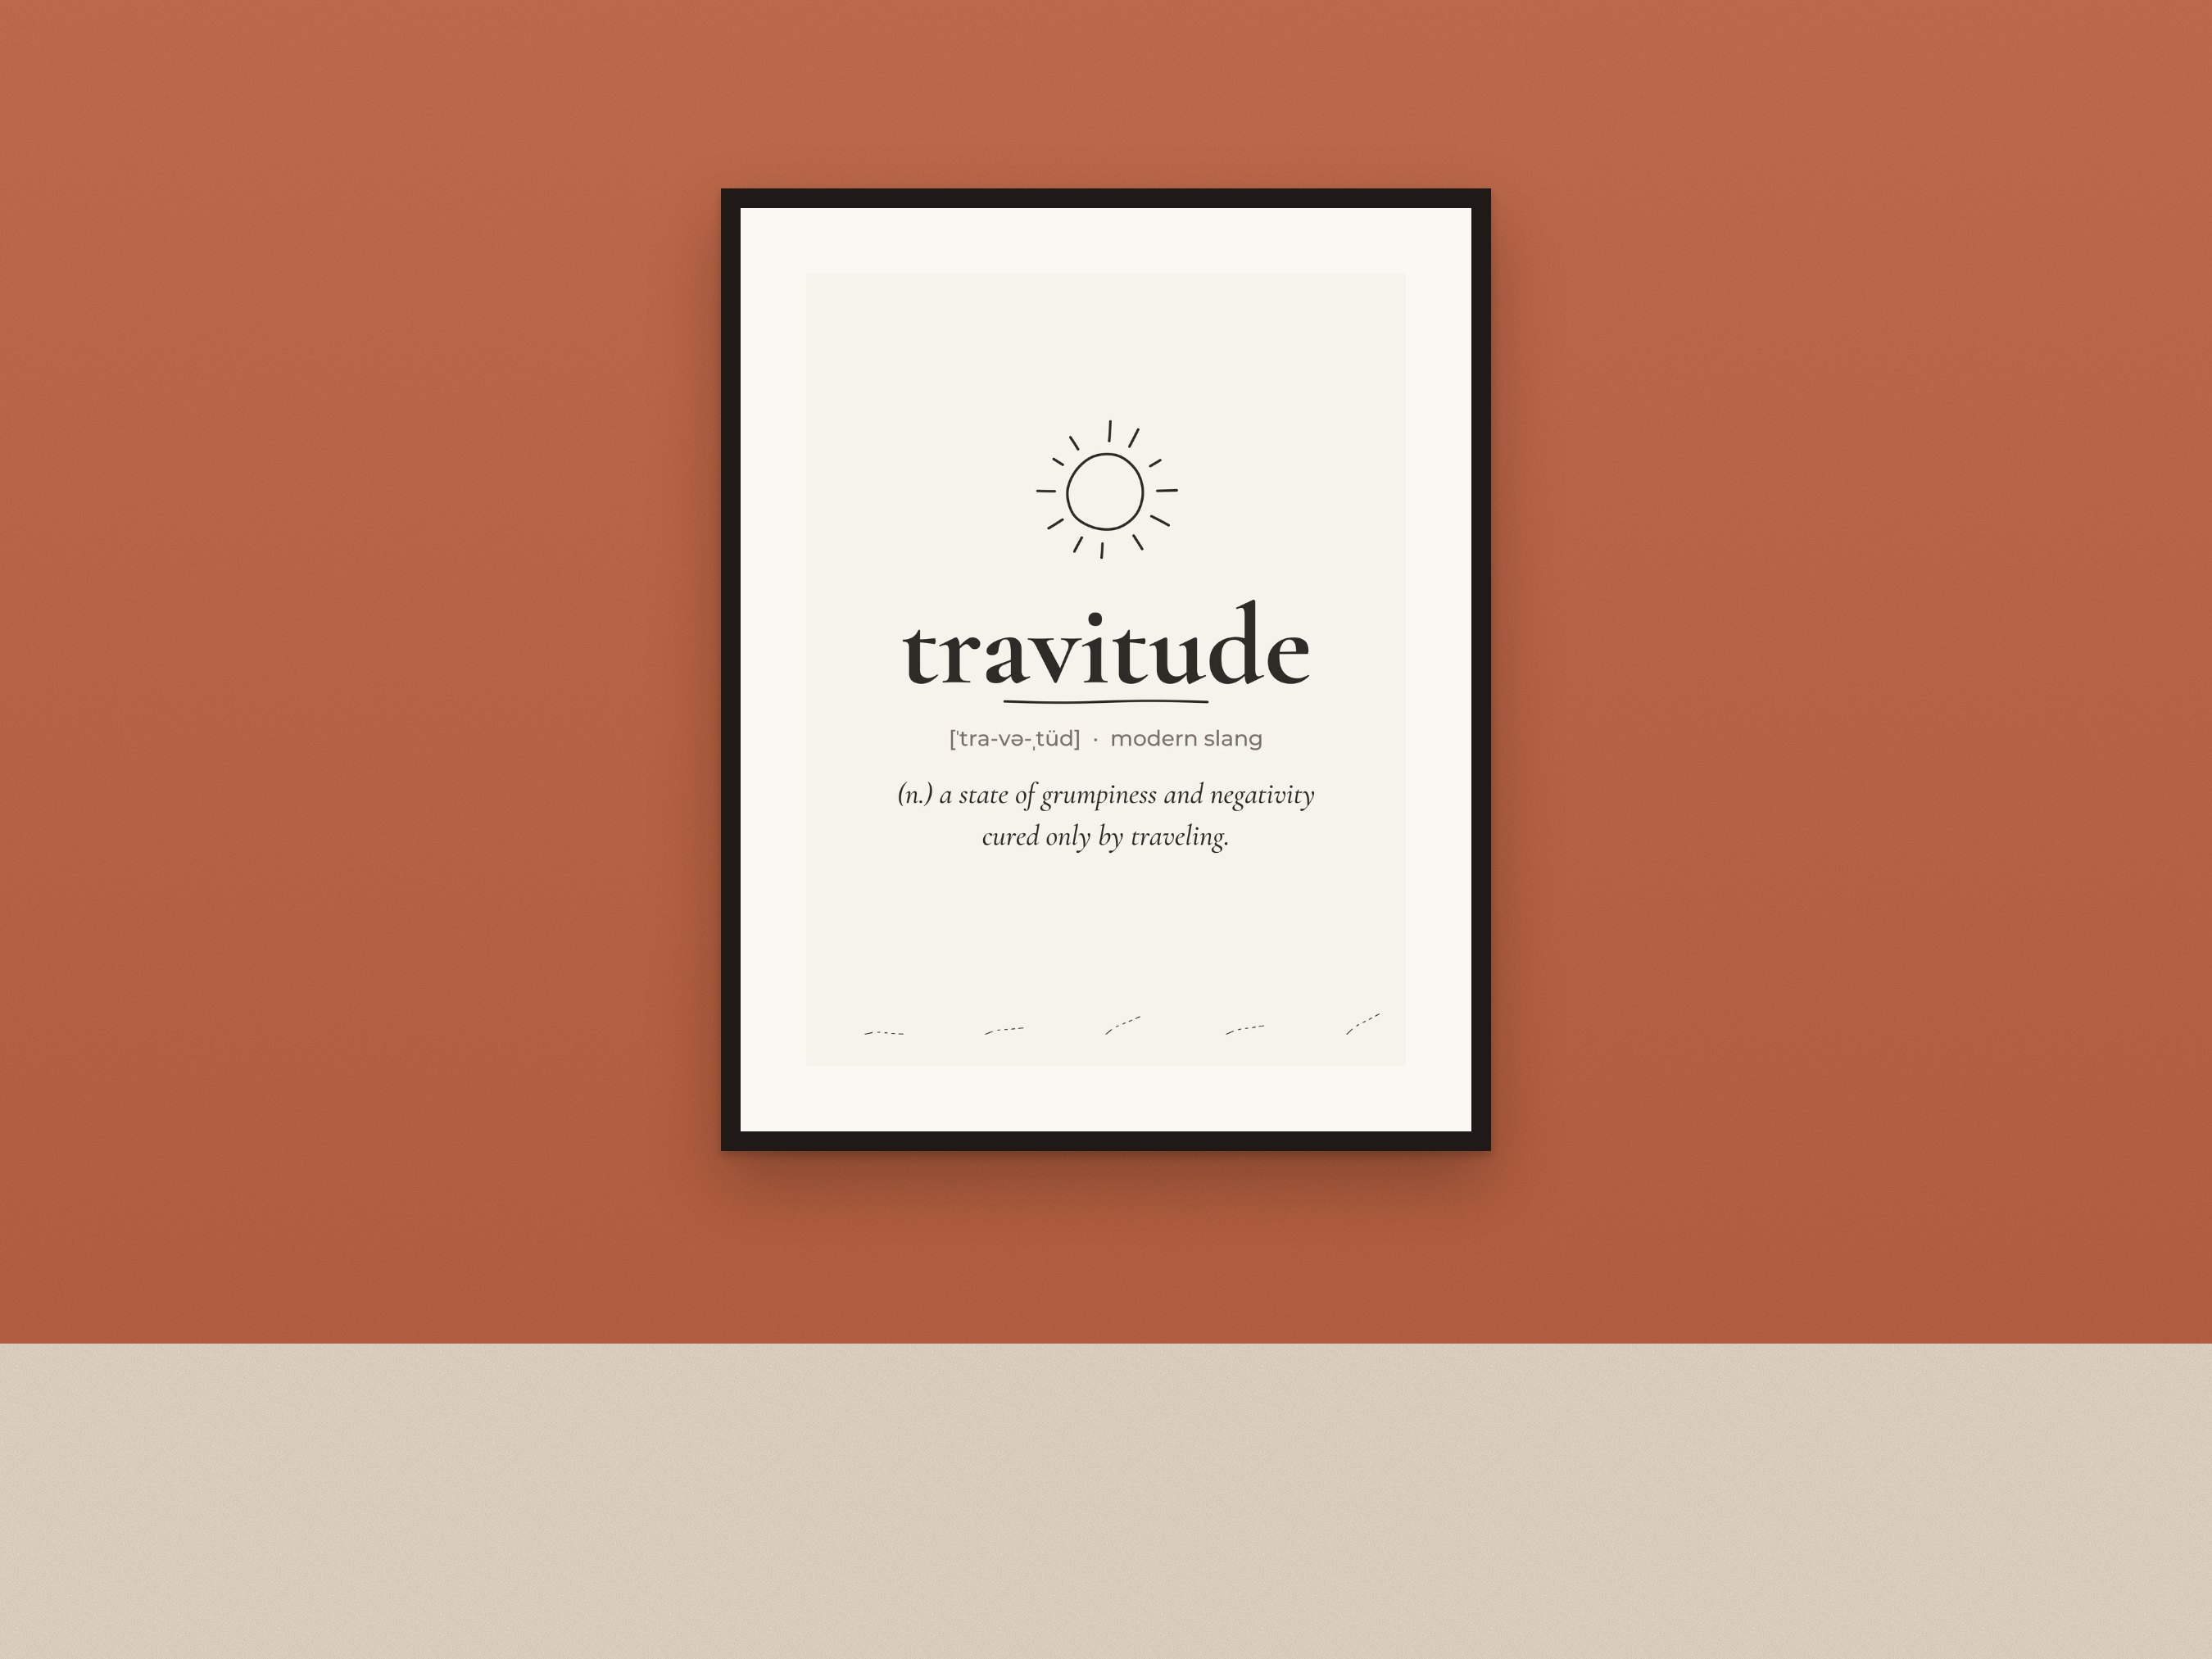 travitude
[ˈtra-və-ˌtüd] · modern slang
(n.) a state of grumpiness and negativity
cured only by traveling.